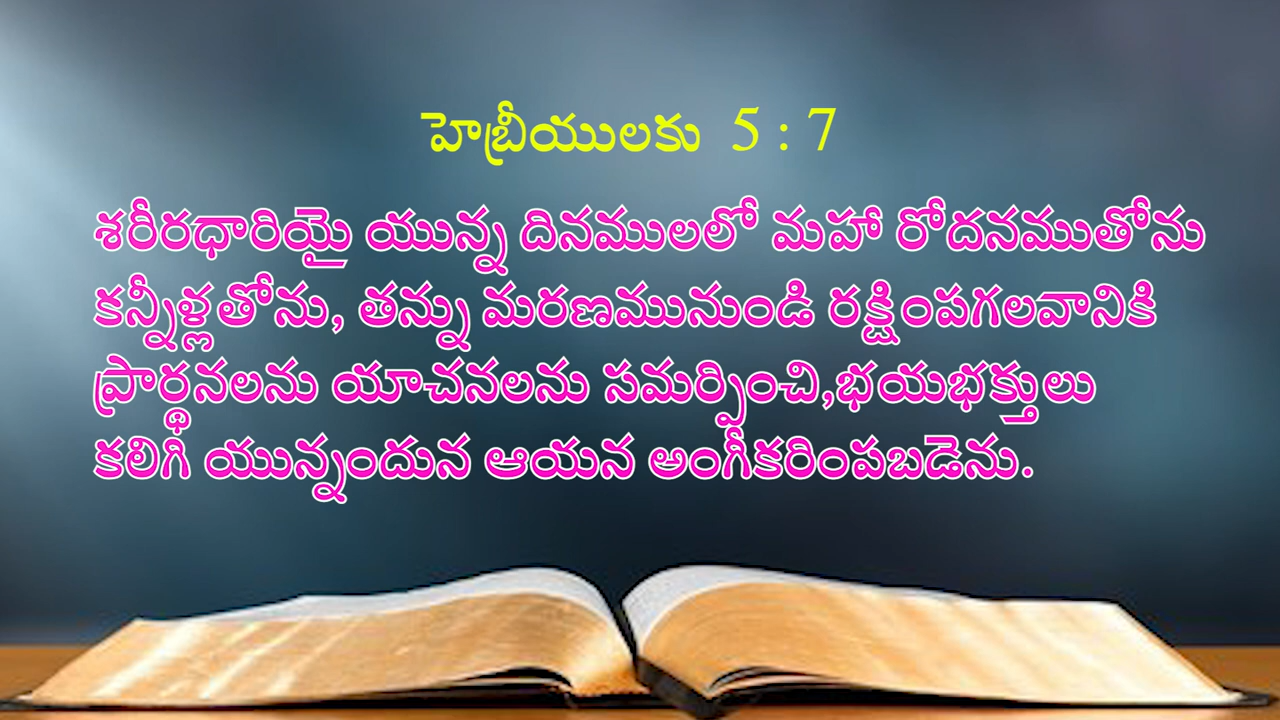 హెబ్రీయులకు 5 : 7
శరీరధారియై యున్న దినములలో మహా రోదనముతోను
కన్నీళ్లతోను, తన్ను మరణమునుండి రక్షింపగలవానికి
ప్రార్థనలను యాచనలను సమర్పించి,భయభక్తులు
కలిగి యున్నందున ఆయన అంగీకరింపబడెను.